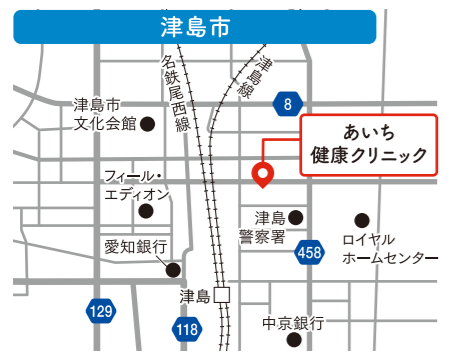 津島市
名鉄尾西線
津島線
8
津島市
文化会館
あいち
健康クリニック
フィール・
エディオン
津島
警察署
愛知銀行
458
ロイヤル
ホームセンター
津島
129
118
中京銀行